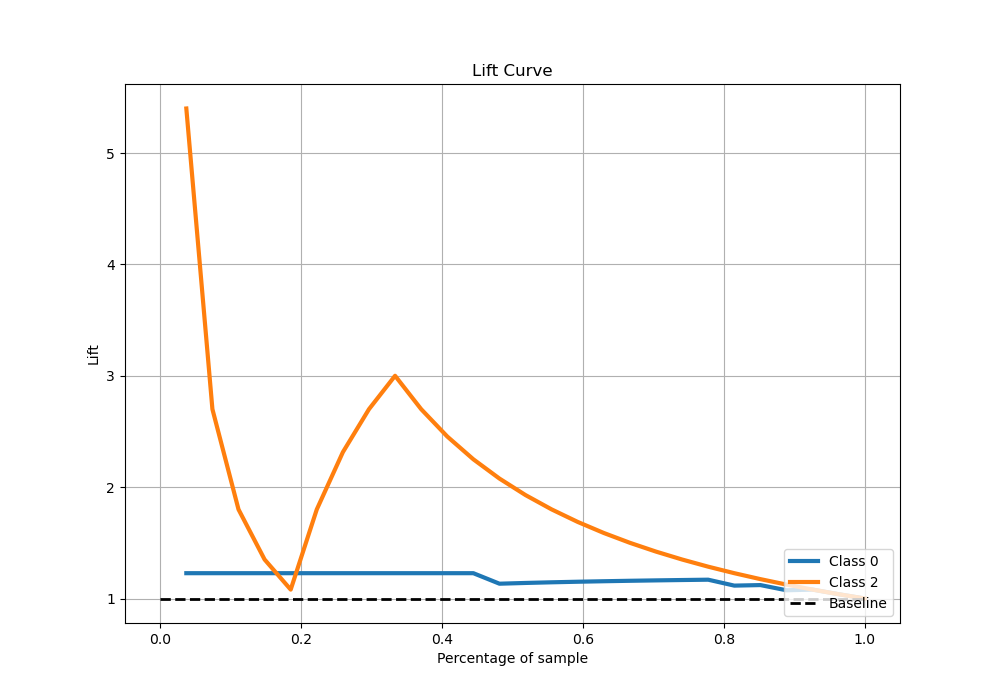 Lift Curve
5
4
3
2
1
Lift
0.0 0.2 0.4 0.6 0.8 1.0
Percentage of sample
Class 0
Class 2
Baseline